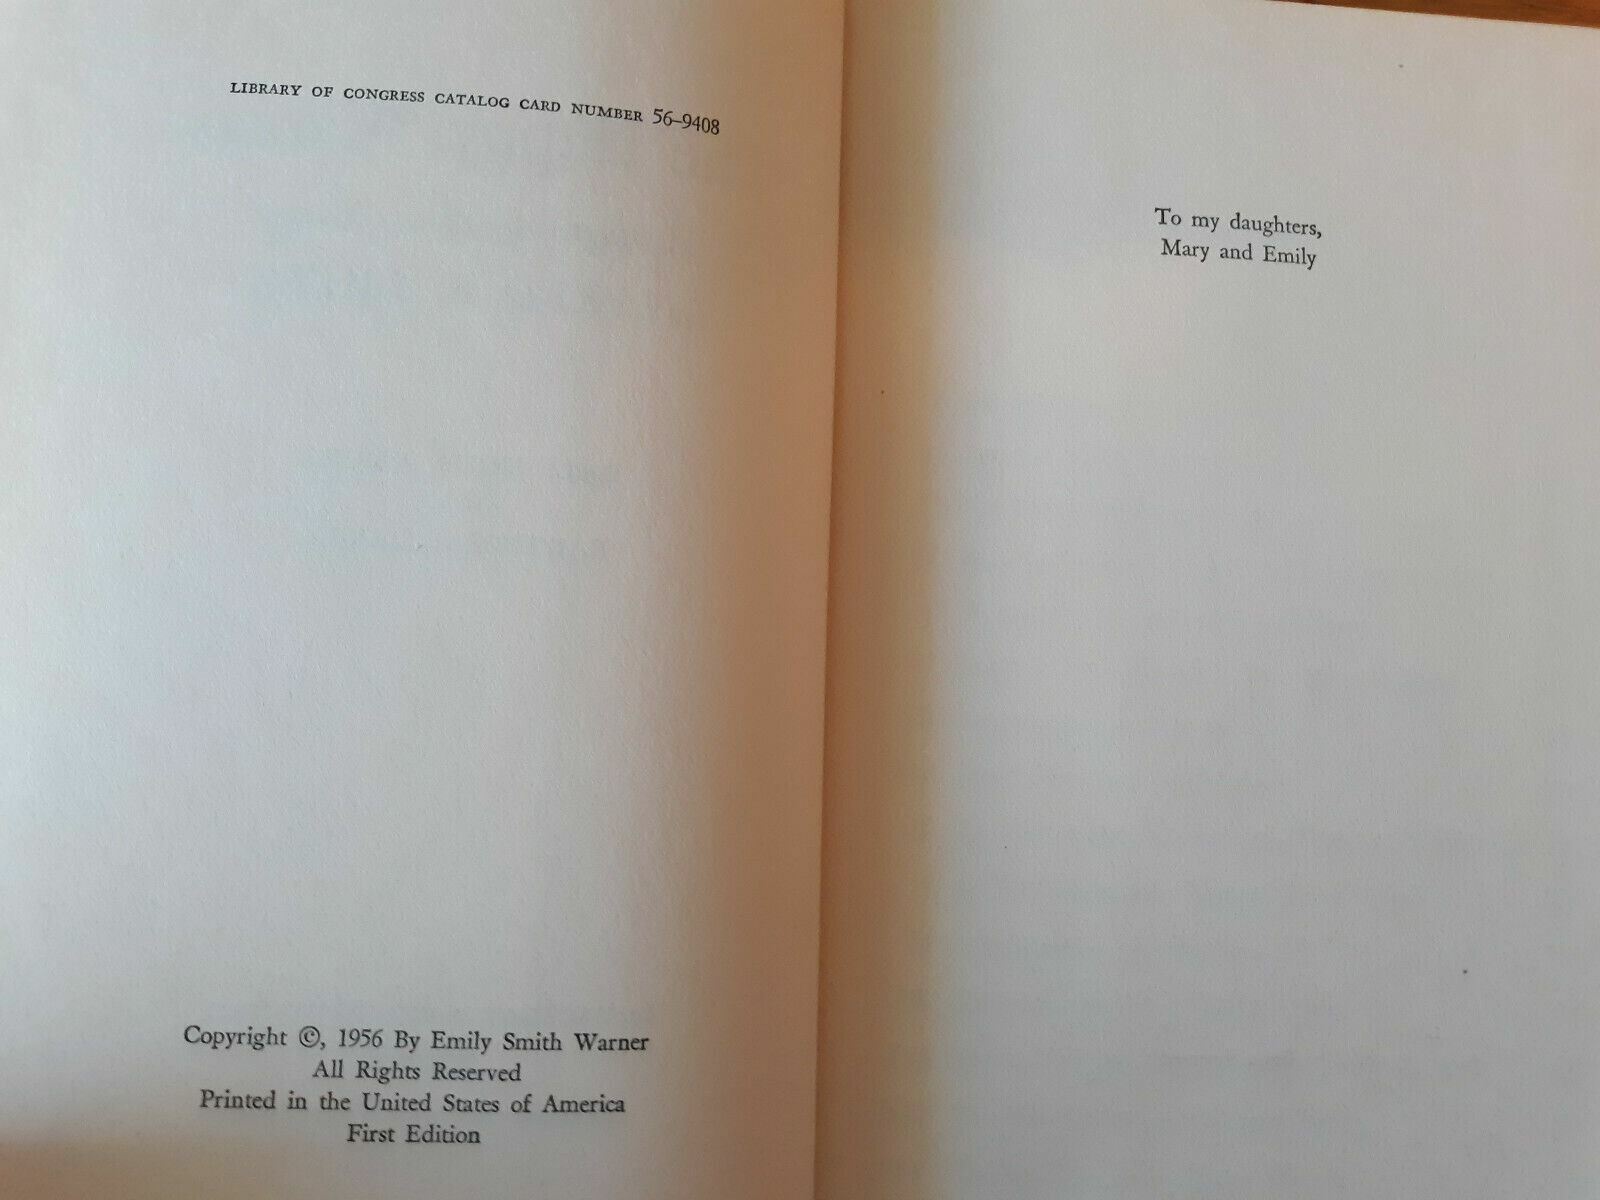 LIBRARY OF CONGRESS CATALOG CARD NUMBER 56–9408
Copyright ©, 1956 By Emily Smith Warner
All Rights Reserved
Printed in the United States of America
First Edition
To my daughters,
Mary and Emily